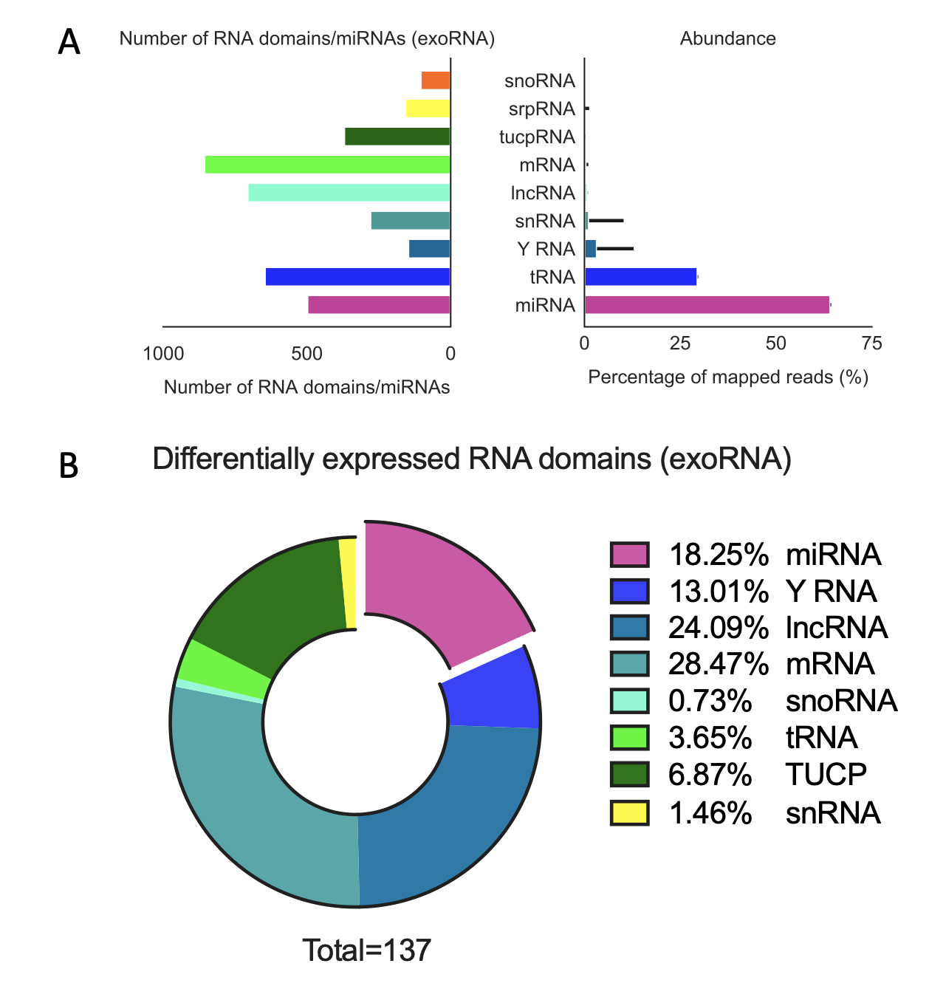 A
Number of RNA domains/miRNAs (exoRNA)
Abundance
snoRNA
srpRNA
tucpRNA
mRNA
lncRNA
snRNA
Y RNA
tRNA
miRNA
1000 500 0
0 25 50 75
Number of RNA domains/miRNAs
Percentage of mapped reads (%)
B
Differentially expressed RNA domains (exoRNA)
18.25% miRNA
13.01% Y RNA
24.09% lncRNA
28.47% mRNA
0.73% snoRNA
3.65% tRNA
6.87% TUCP
1.46% snRNA
Total=137